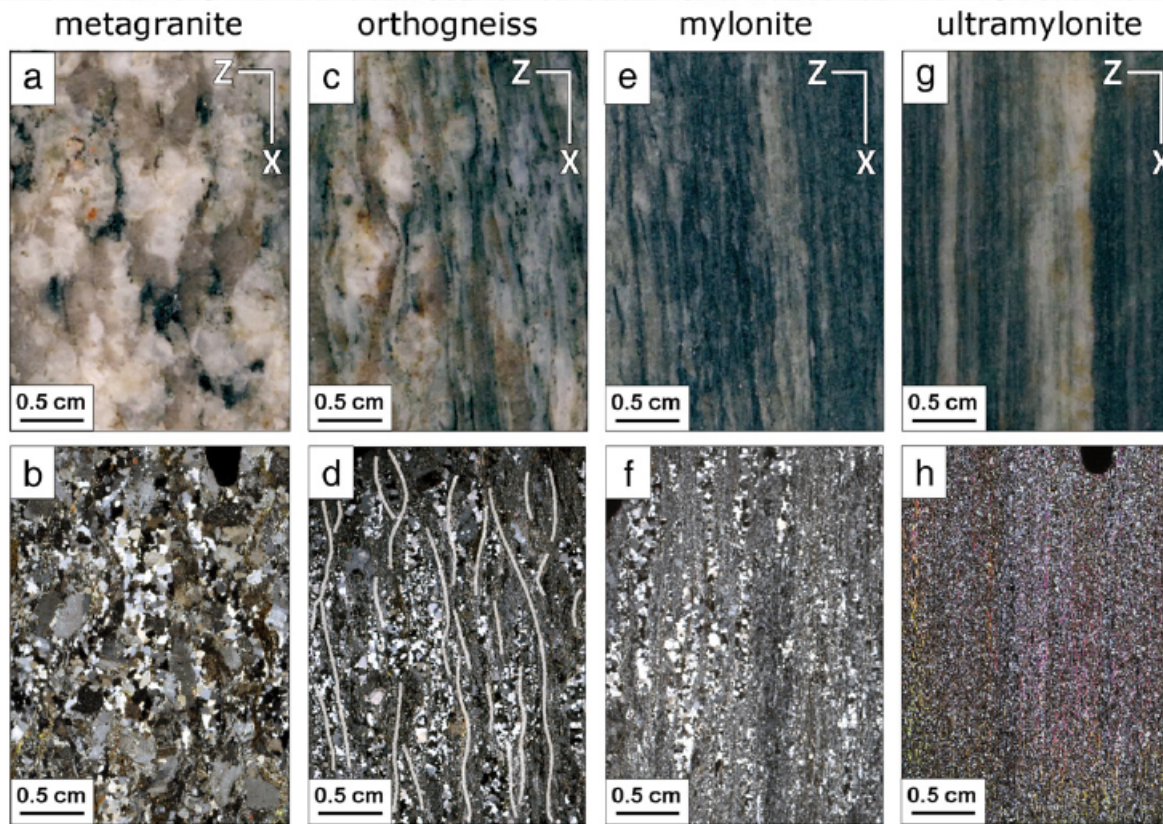 metagranite orthogneiss mylonite ultramylonite
a Z c Z e Z g Z
X X X X
0.5 cm 0.5 cm 0.5 cm 0.5 cm
b d f h
0.5 cm 0.5 cm 0.5 cm 0.5 cm